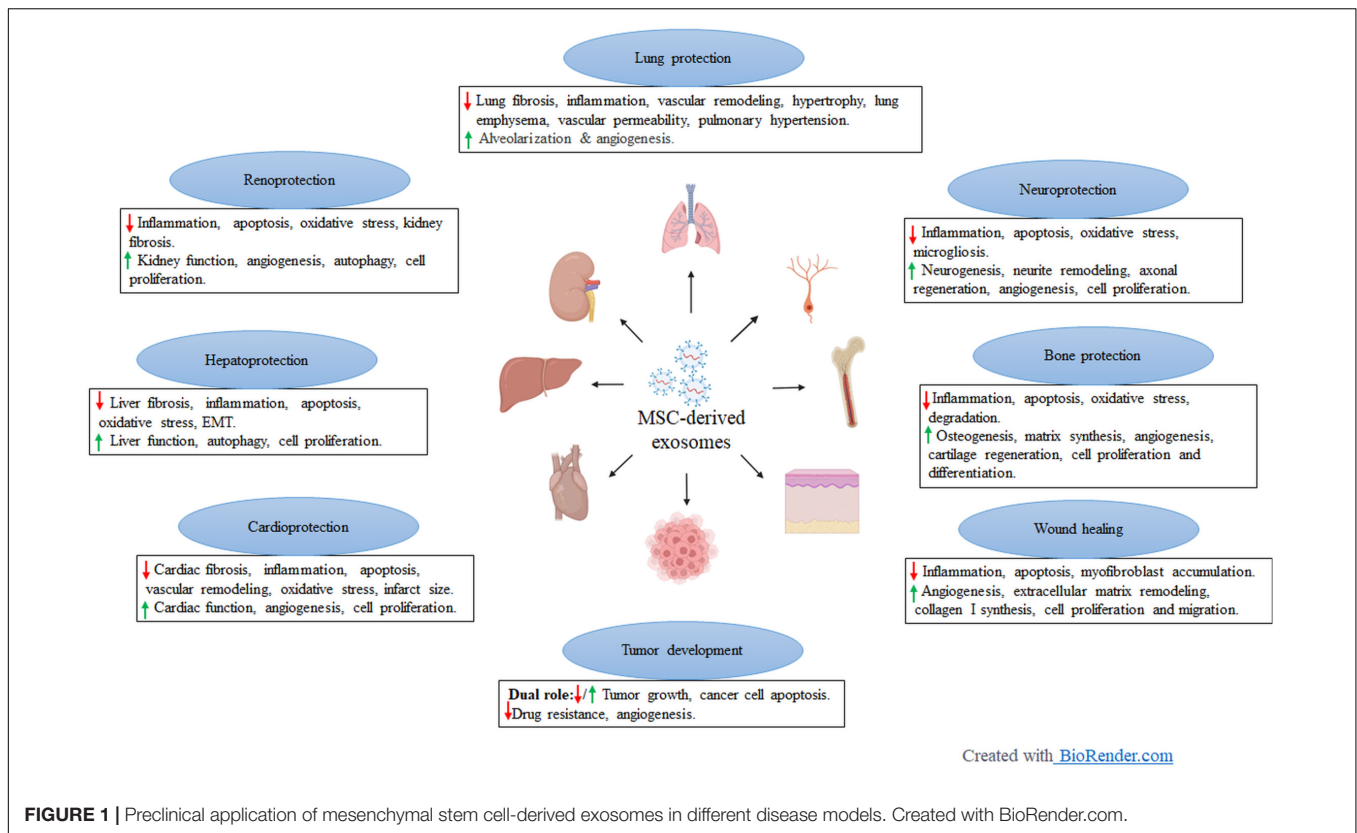 Lung protection
↓ Lung fibrosis, inflammation, vascular remodeling, hypertrophy, lung
emphysema, vascular permeability, pulmonary hypertension.
↑ Alveolarization & angiogenesis.
Renoprotection
↓ Inflammation, apoptosis, oxidative stress, kidney
fibrosis.
↑ Kidney function, angiogenesis, autophagy, cell
proliferation.
Neuroprotection
↓ Inflammation, apoptosis, oxidative stress,
microgliosis.
↑ Neurogenesis, neurite remodeling, axonal
regeneration, angiogenesis, cell proliferation.
Hepatoprotection
↓ Liver fibrosis, inflammation, apoptosis,
oxidative stress, EMT.
↑ Liver function, autophagy, cell proliferation.
MSC-derived
exosomes
Bone protection
↓ Inflammation, apoptosis, oxidative stress,
degradation.
↑ Osteogenesis, matrix synthesis, angiogenesis,
cartilage regeneration, cell proliferation and
differentiation.
Cardioprotection
↓ Cardiac fibrosis, inflammation, apoptosis,
vascular remodeling, oxidative stress, infarct size.
↑ Cardiac function, angiogenesis, cell proliferation.
Wound healing
↓ Inflammation, apoptosis, myofibroblast accumulation.
↑ Angiogenesis, extracellular matrix remodeling,
collagen I synthesis, cell proliferation and migration.
Tumor development
Dual role:↓/↑ Tumor growth, cancer cell apoptosis.
↓Drug resistance, angiogenesis.
Created with BioRender.com
FIGURE 1 | Preclinical application of mesenchymal stem cell-derived exosomes in different disease models. Created with BioRender.com.